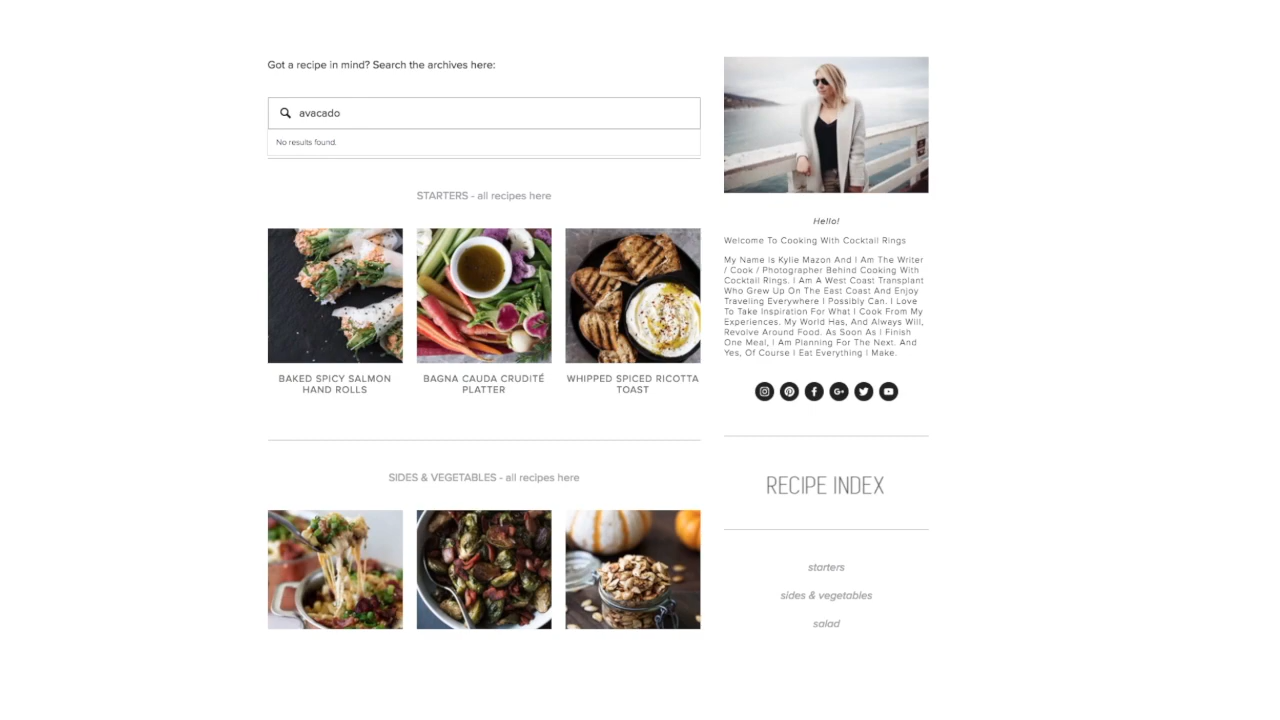 Got a recipe in mind? Search the archives here:
avacado
No results found.
STARTERS - all recipes here
BAKED SPICY SALMON
HAND ROLLS
BAGNA CAUDA CRUDITÉ
PLATTER
WHIPPED SPICED RICOTTA
TOAST
SIDES & VEGETABLES - all recipes here
Hello!
Welcome To Cooking With Cocktail Rings
My Name Is Kylie Mazon And I Am The Writer
/ Cook / Photographer Behind Cooking With
Cocktail Rings. I Am A West Coast Transplant
Who Grew Up On The East Coast And Enjoy
Traveling Everywhere I Possibly Can. I Love
To Take Inspiration For What I Cook From My
Experiences. My World Has, And Always Will,
Revolve Around Food. As Soon As I Finish
One Meal, I Am Planning For The Next. And
Yes, Of Course I Eat Everything I Make.
RECIPE INDEX
starters
sides & vegetables
salad